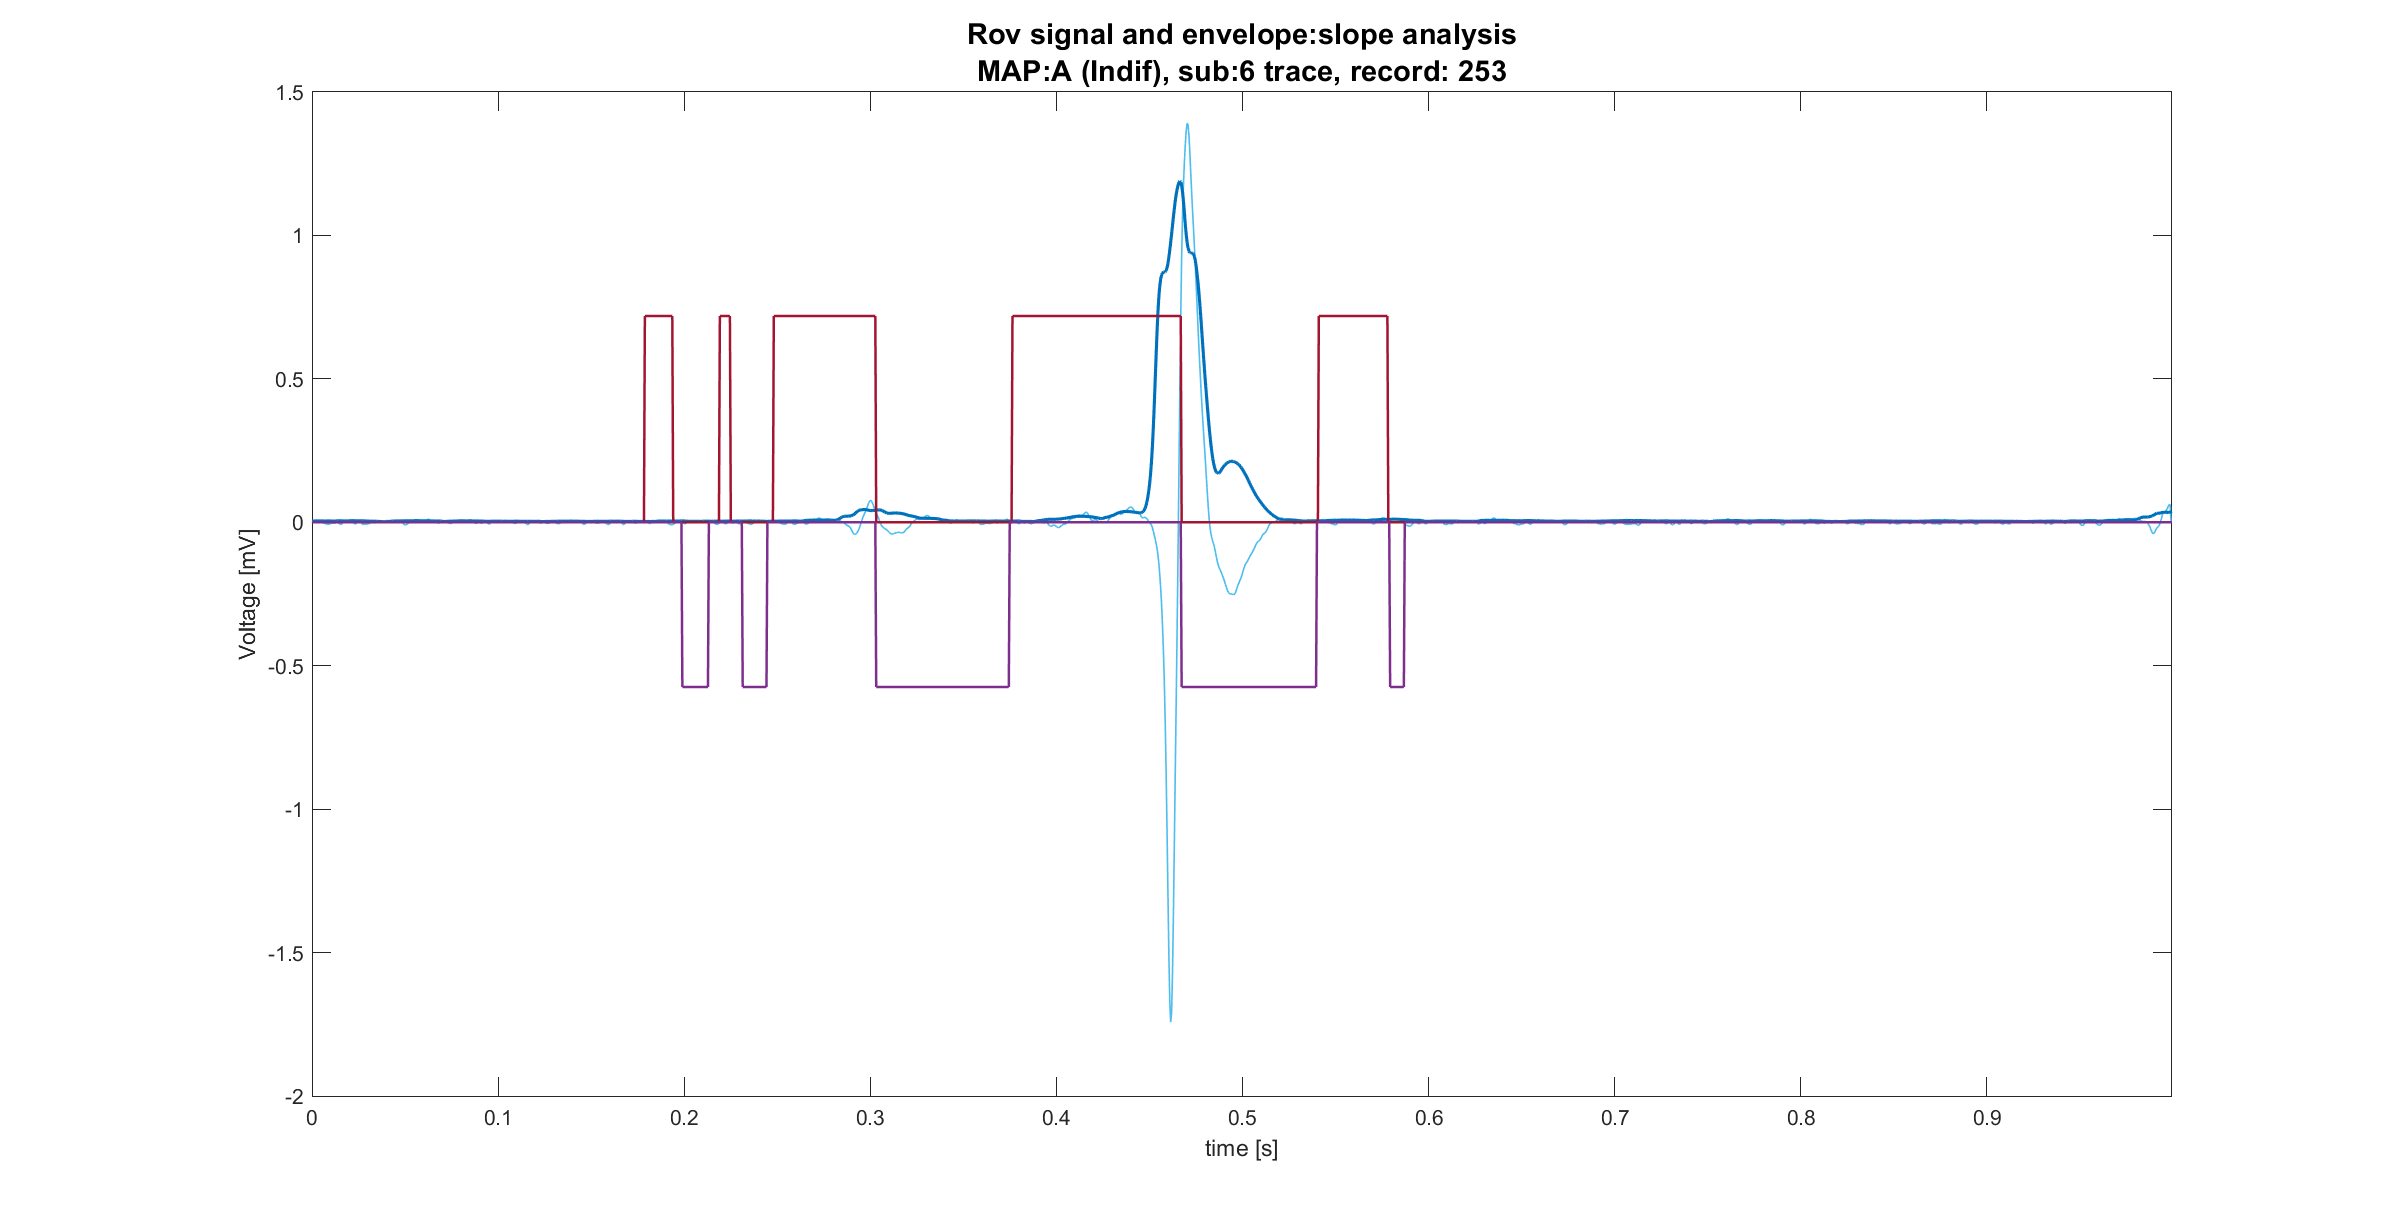 Rov signal and envelope:slope analysis
MAP:A (Indif), sub:6 trace, record: 253
1.5
1
0.5
0
-0.5
-1
-1.5
-2
Voltage [mV]
0 0.1 0.2 0.3 0.4 0.5 0.6 0.7 0.8 0.9
time [s]